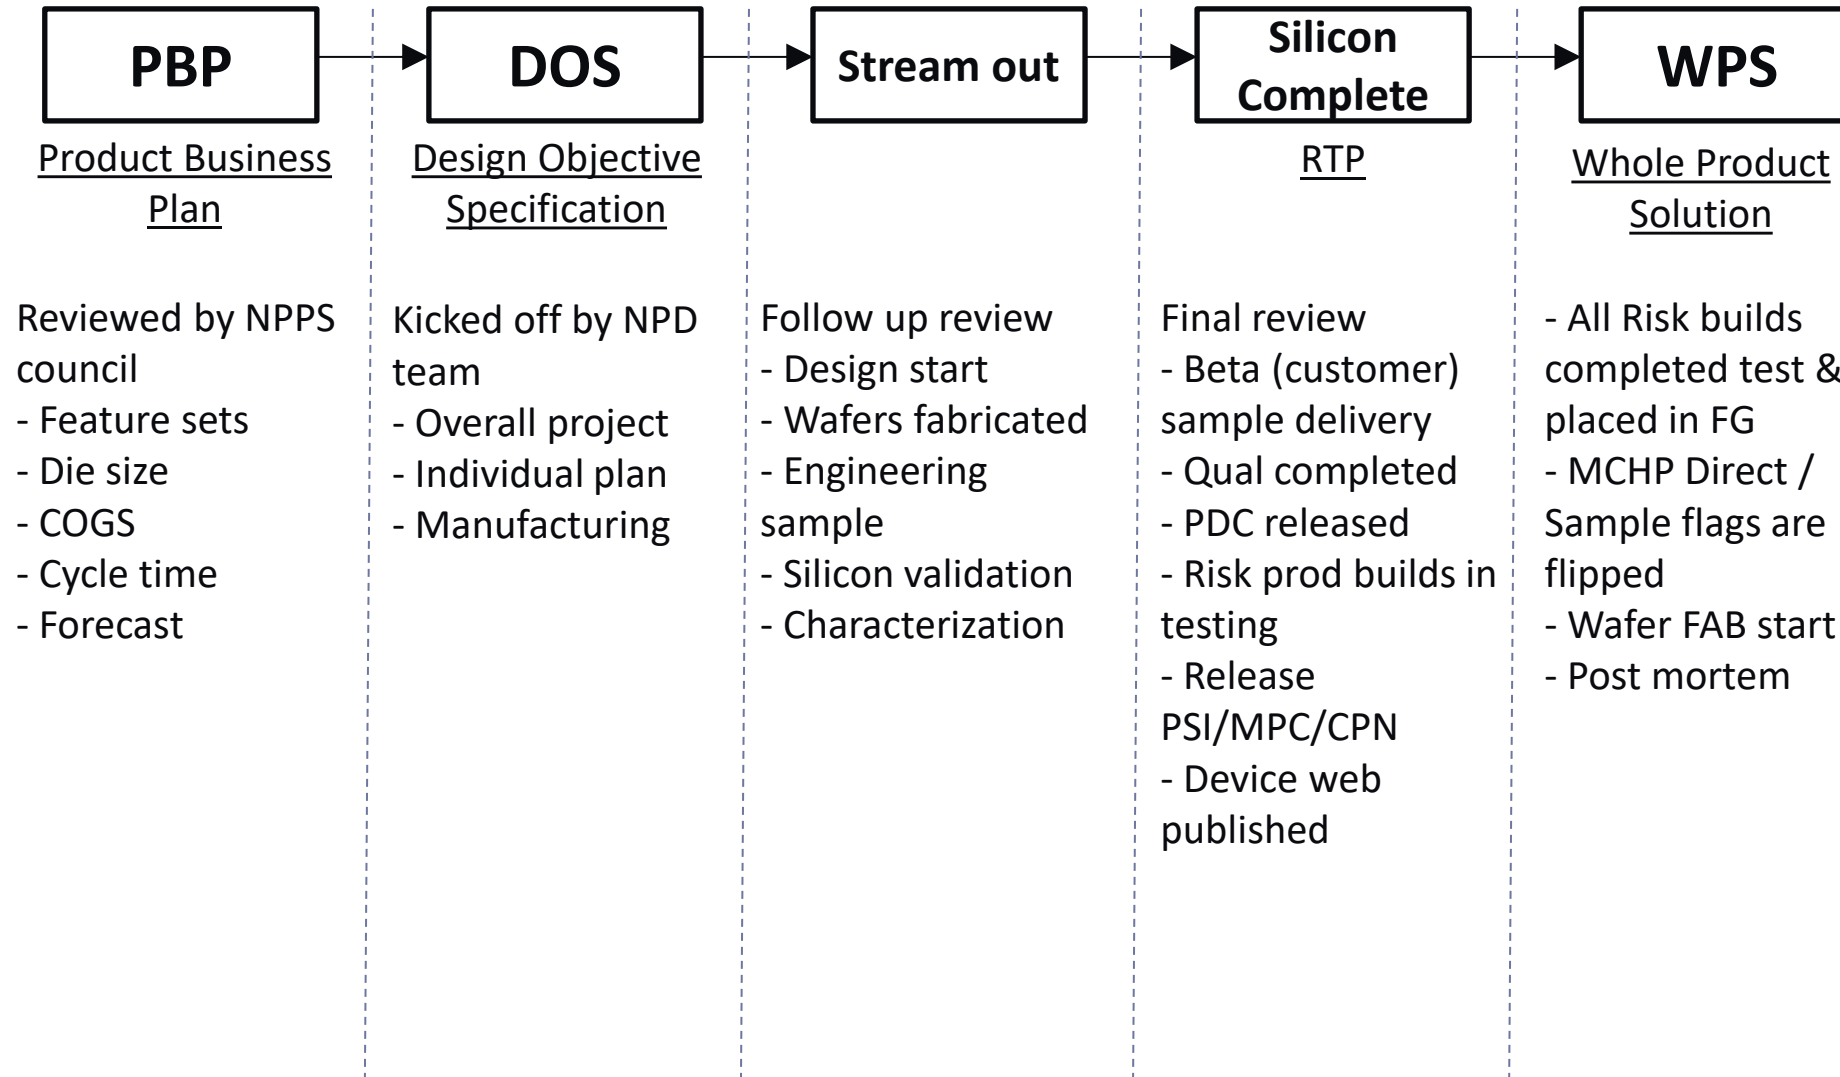 PBP
Product Business
Plan
Reviewed by NPPS
council
- Feature sets
- Die size
- COGS
- Cycle time
- Forecast
DOS
Design Objective
Specification
Kicked off by NPD
team
- Overall project
- Individual plan
- Manufacturing
Stream out
Follow up review
- Design start
- Wafers fabricated
- Engineering
sample
- Silicon validation
- Characterization
Silicon
Complete
RTP
Final review
- Beta (customer)
sample delivery
- Qual completed
- PDC released
- Risk prod builds in
testing
- Release
PSI/MPC/CPN
- Device web
published
WPS
Whole Product
Solution
- All Risk builds
completed test &
placed in FG
- MCHP Direct /
Sample flags are
flipped
- Wafer FAB start
- Post mortem